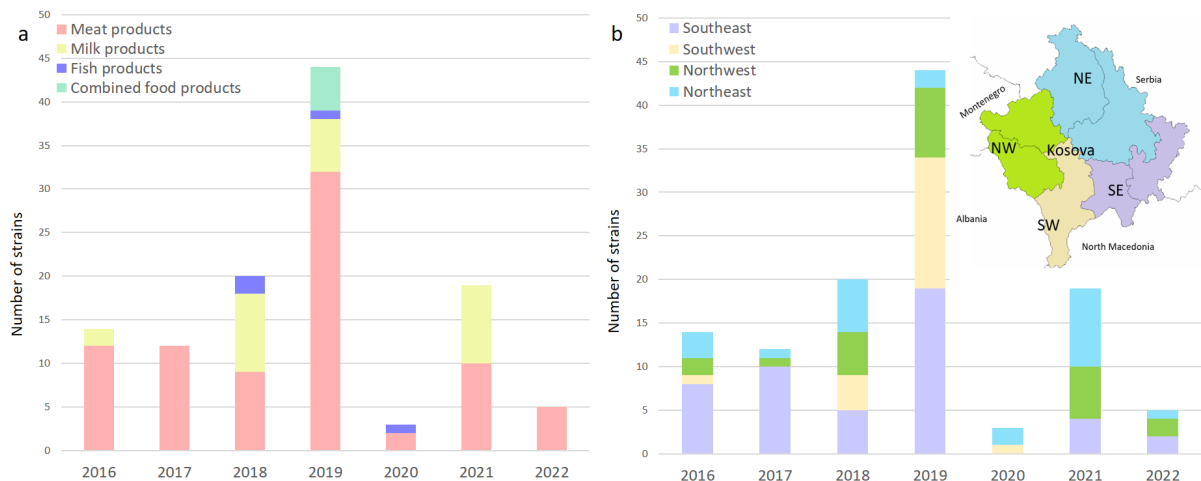 a
Meat products
Milk products
Fish products
Combined food products
Number of strains
50
45
40
35
30
25
20
15
10
5
0
2016 2017 2018 2019 2020 2021 2022
b
Southeast
Southwest
Northwest
Northeast
Number of strains
50
45
40
35
30
25
20
15
10
5
0
2016 2017 2018 2019 2020 2021 2022
NE
Serbia
Montenegro
NW
Kosova
SE
Albania
SW
North Macedonia